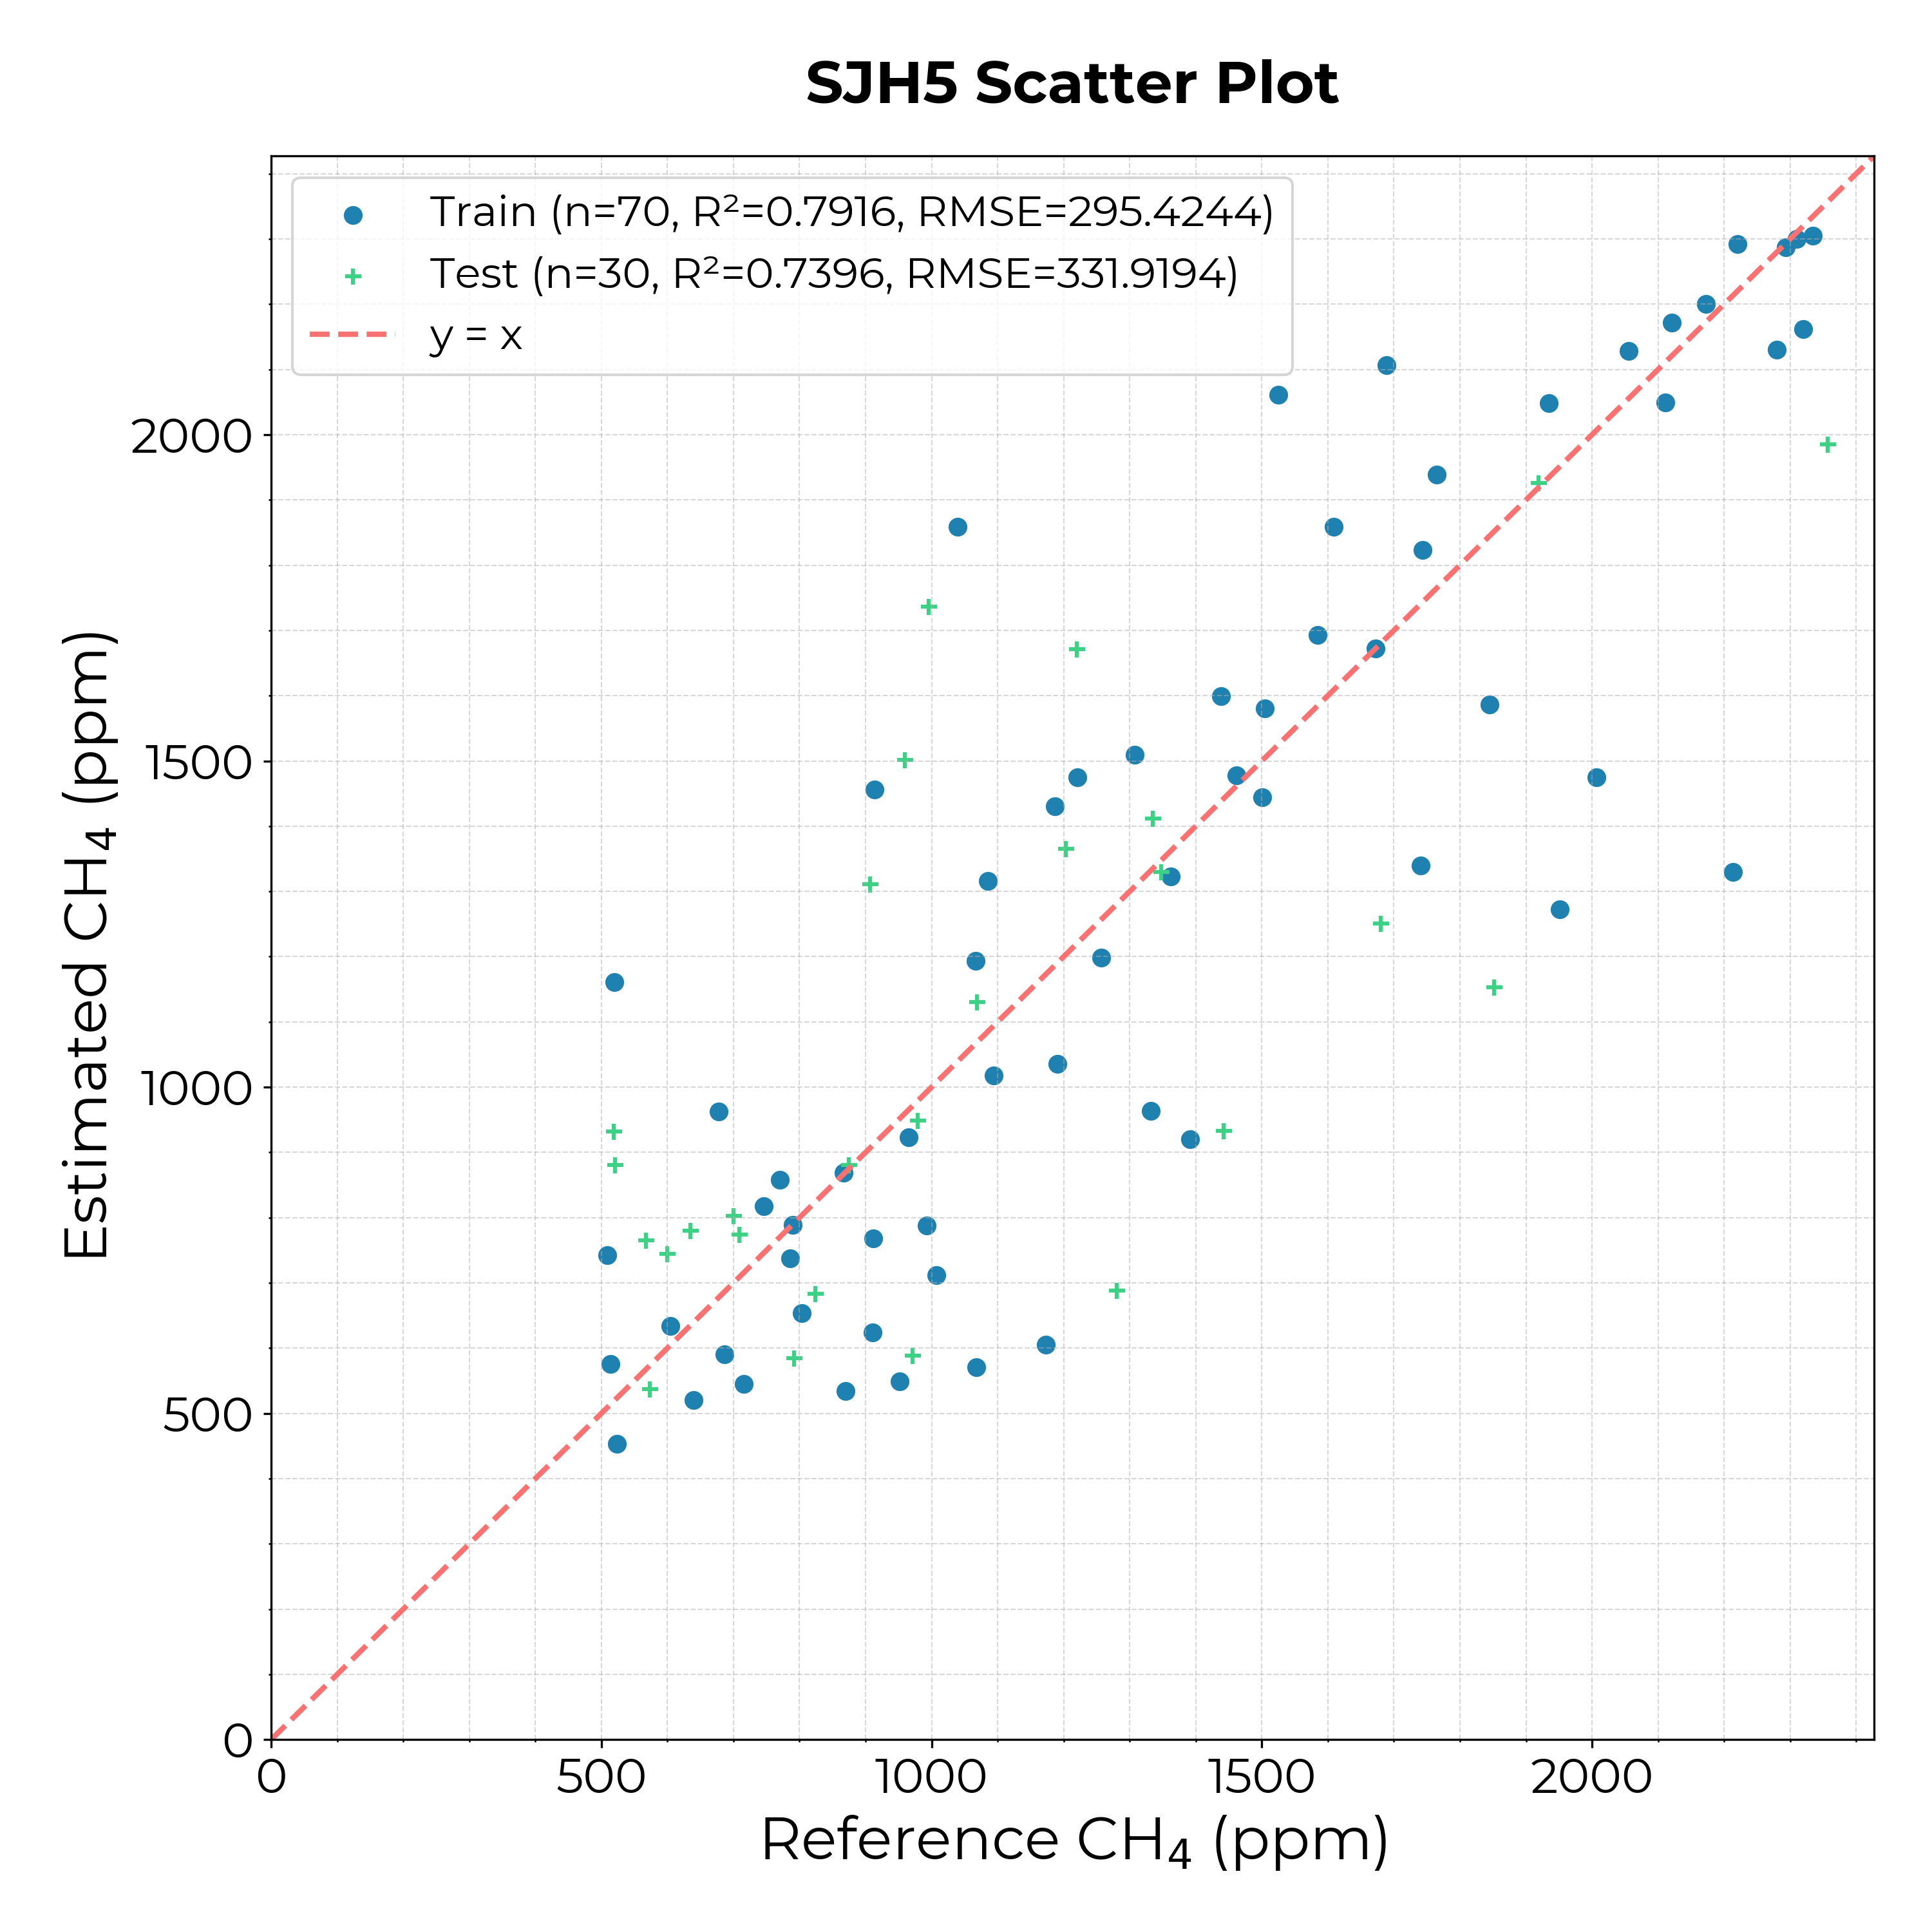 SJH5 Scatter Plot
Train (n=70, R²=0.7916, RMSE=295.4244)
Test (n=30, R²=0.7396, RMSE=331.9194)
y = x
Estimated CH₄ (ppm)
2000
1500
1000
500
0
0 500 1000 1500 2000
Reference CH₄ (ppm)